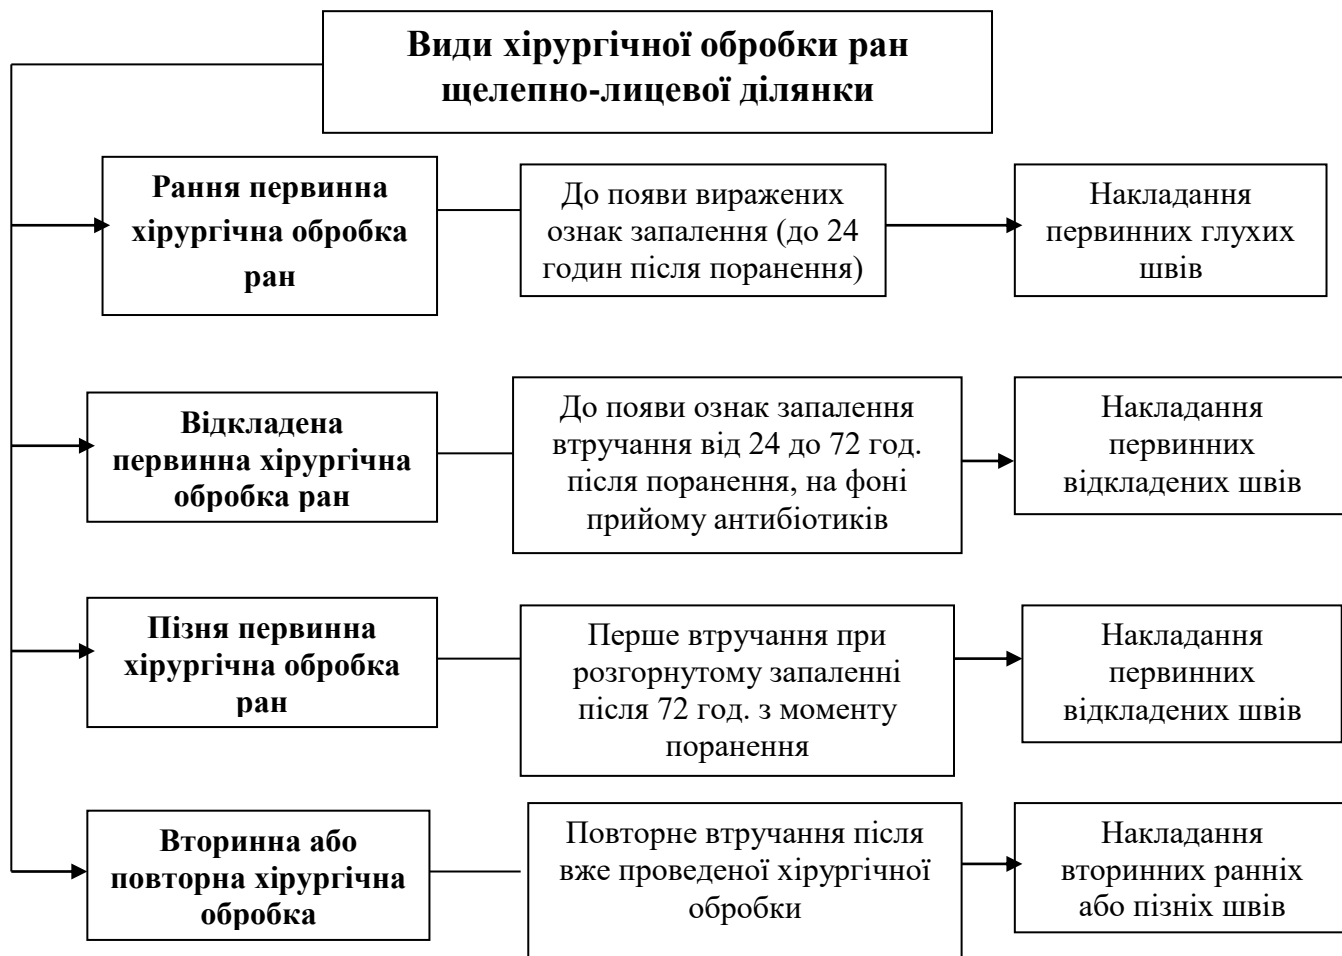 Види хірургічної обробки ран
щелепно-лицевої ділянки
Рання первинна
хірургічна обробка
ран
До появи виражених
ознак запалення (до 24
годин після поранення)
Накладання
первинних глухих
швів
Відкладена
первинна хірургічна
обробка ран
До появи ознак запалення
втручання від 24 до 72 год.
після поранення, на фоні
прийому антибіотиків
Накладання
первинних
відкладених швів
Пізня первинна
хірургічна обробка
ран
Перше втручання при
розгорнутому запаленні
після 72 год. з моменту
поранення
Накладання
первинних
відкладених швів
Вторинна або
повторна хірургічна
обробка
Повторне втручання після
вже проведеної хірургічної
обробки
Накладання
вторинних ранніх
або пізніх швів